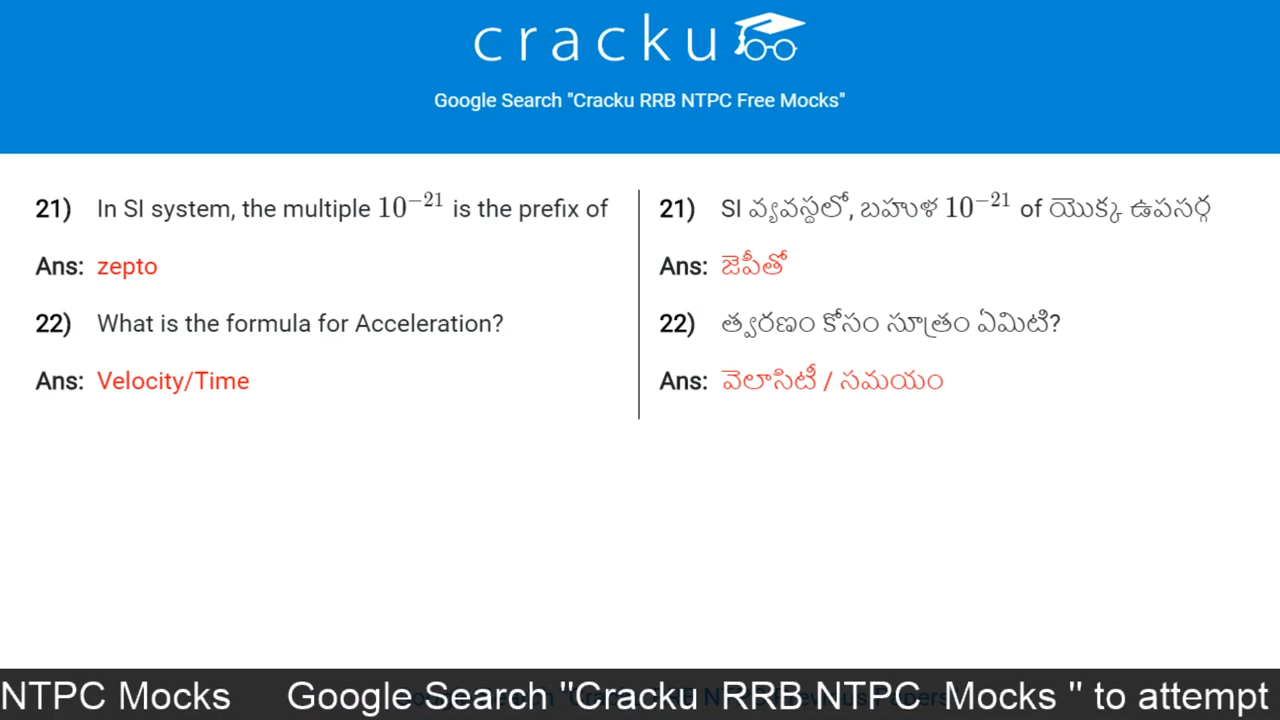 cracku
Google Search "Cracku RRB NTPC Free Mocks"
21) In SI system, the multiple 10⁻²¹ is the prefix of
Ans: zepto
22) What is the formula for Acceleration?
Ans: Velocity/Time
21) SI వ్యవస్థలో, బహుళ 10⁻²¹ of యొక్క ఉపసర్గ
Ans: జెపీతో
22) త్వరణం కోసం సూత్రం ఏమిటి?
Ans: వెలాసిటీ / సమయం
NTPC Mocks Google Search "Cracku RRB NTPC Mocks " to attempt